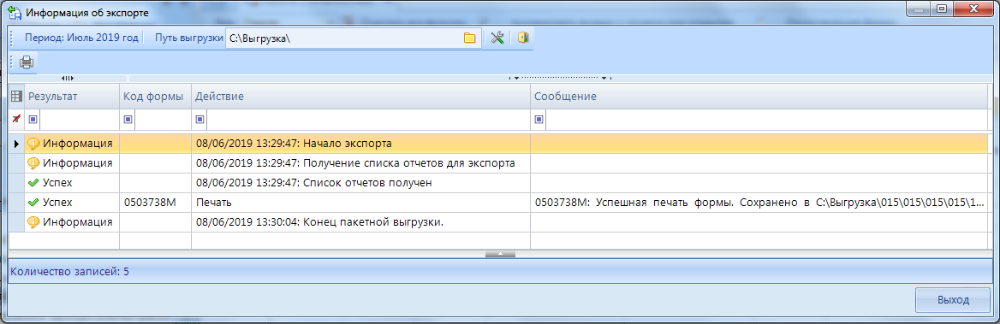 Информация об экспорте
Период: Июль 2019 год Путь выгрузки C:\Выгрузка\
Результат Код формы Действие Сообщение
Информация 08/06/2019 13:29:47: Начало экспорта
Информация 08/06/2019 13:29:47: Получение списка отчетов для экспорта
Успех 08/06/2019 13:29:47: Список отчетов получен
Успех 0503738М Печать 0503738М: Успешная печать формы. Сохранено в C:\Выгрузка\015\015\015\015\1...
Информация 08/06/2019 13:30:04: Конец пакетной выгрузки.
Количество записей: 5
Выход